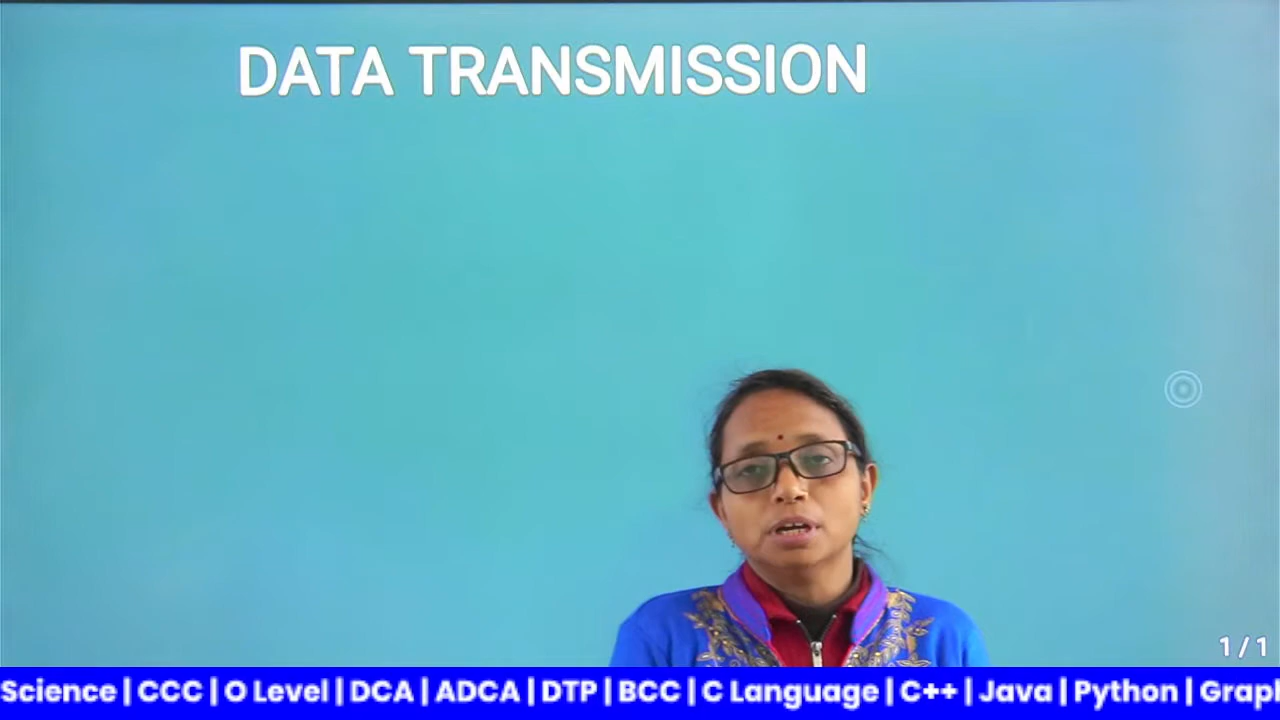 DATA TRANSMISSION
1 / 1
Science | CCC | O Level | DCA | ADCA | DTP | BCC | C Language | C++ | Java | Python |